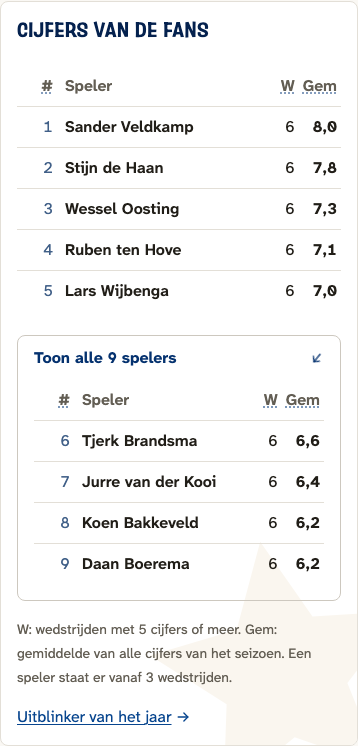 CIJFERS VAN DE FANS
# Speler W Gem
1 Sander Veldkamp 6 8,0
2 Stijn de Haan 6 7,8
3 Wessel Oosting 6 7,3
4 Ruben ten Hove 6 7,1
5 Lars Wijbenga 6 7,0
Toon alle 9 spelers ↙
# Speler W Gem
6 Tjerk Brandsma 6 6,6
7 Jurre van der Kooi 6 6,4
8 Koen Bakkeveld 6 6,2
9 Daan Boerema 6 6,2
W: wedstrijden met 5 cijfers of meer. Gem:
gemiddelde van alle cijfers van het seizoen. Een
speler staat er vanaf 3 wedstrijden.
Uitblinker van het jaar →